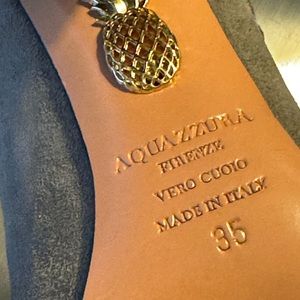 AQUAZZURA
FIRENZE
VERO CUOIO
MADE IN ITALY
35